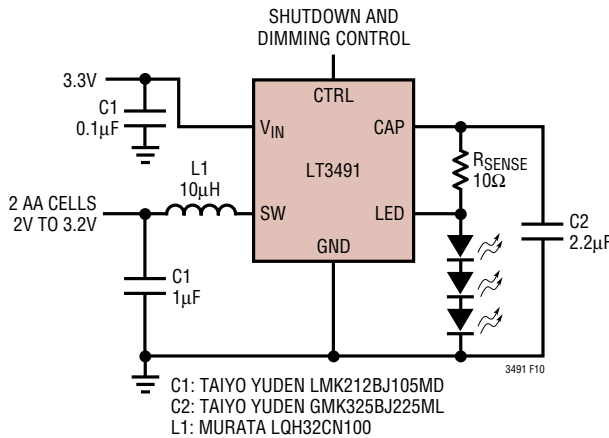 SHUTDOWN AND
DIMMING CONTROL
3.3V
C1
0.1µF
CTRL
VIN
CAP
LT3491
RSENSE
10Ω
L1
10µH
2 AA CELLS
2V TO 3.2V
SW
LED
GND
C2
2.2µF
C1
1µF
3491 F10
C1: TAIYO YUDEN LMK212BJ105MD
C2: TAIYO YUDEN GMK325BJ225ML
L1: MURATA LQH32CN100